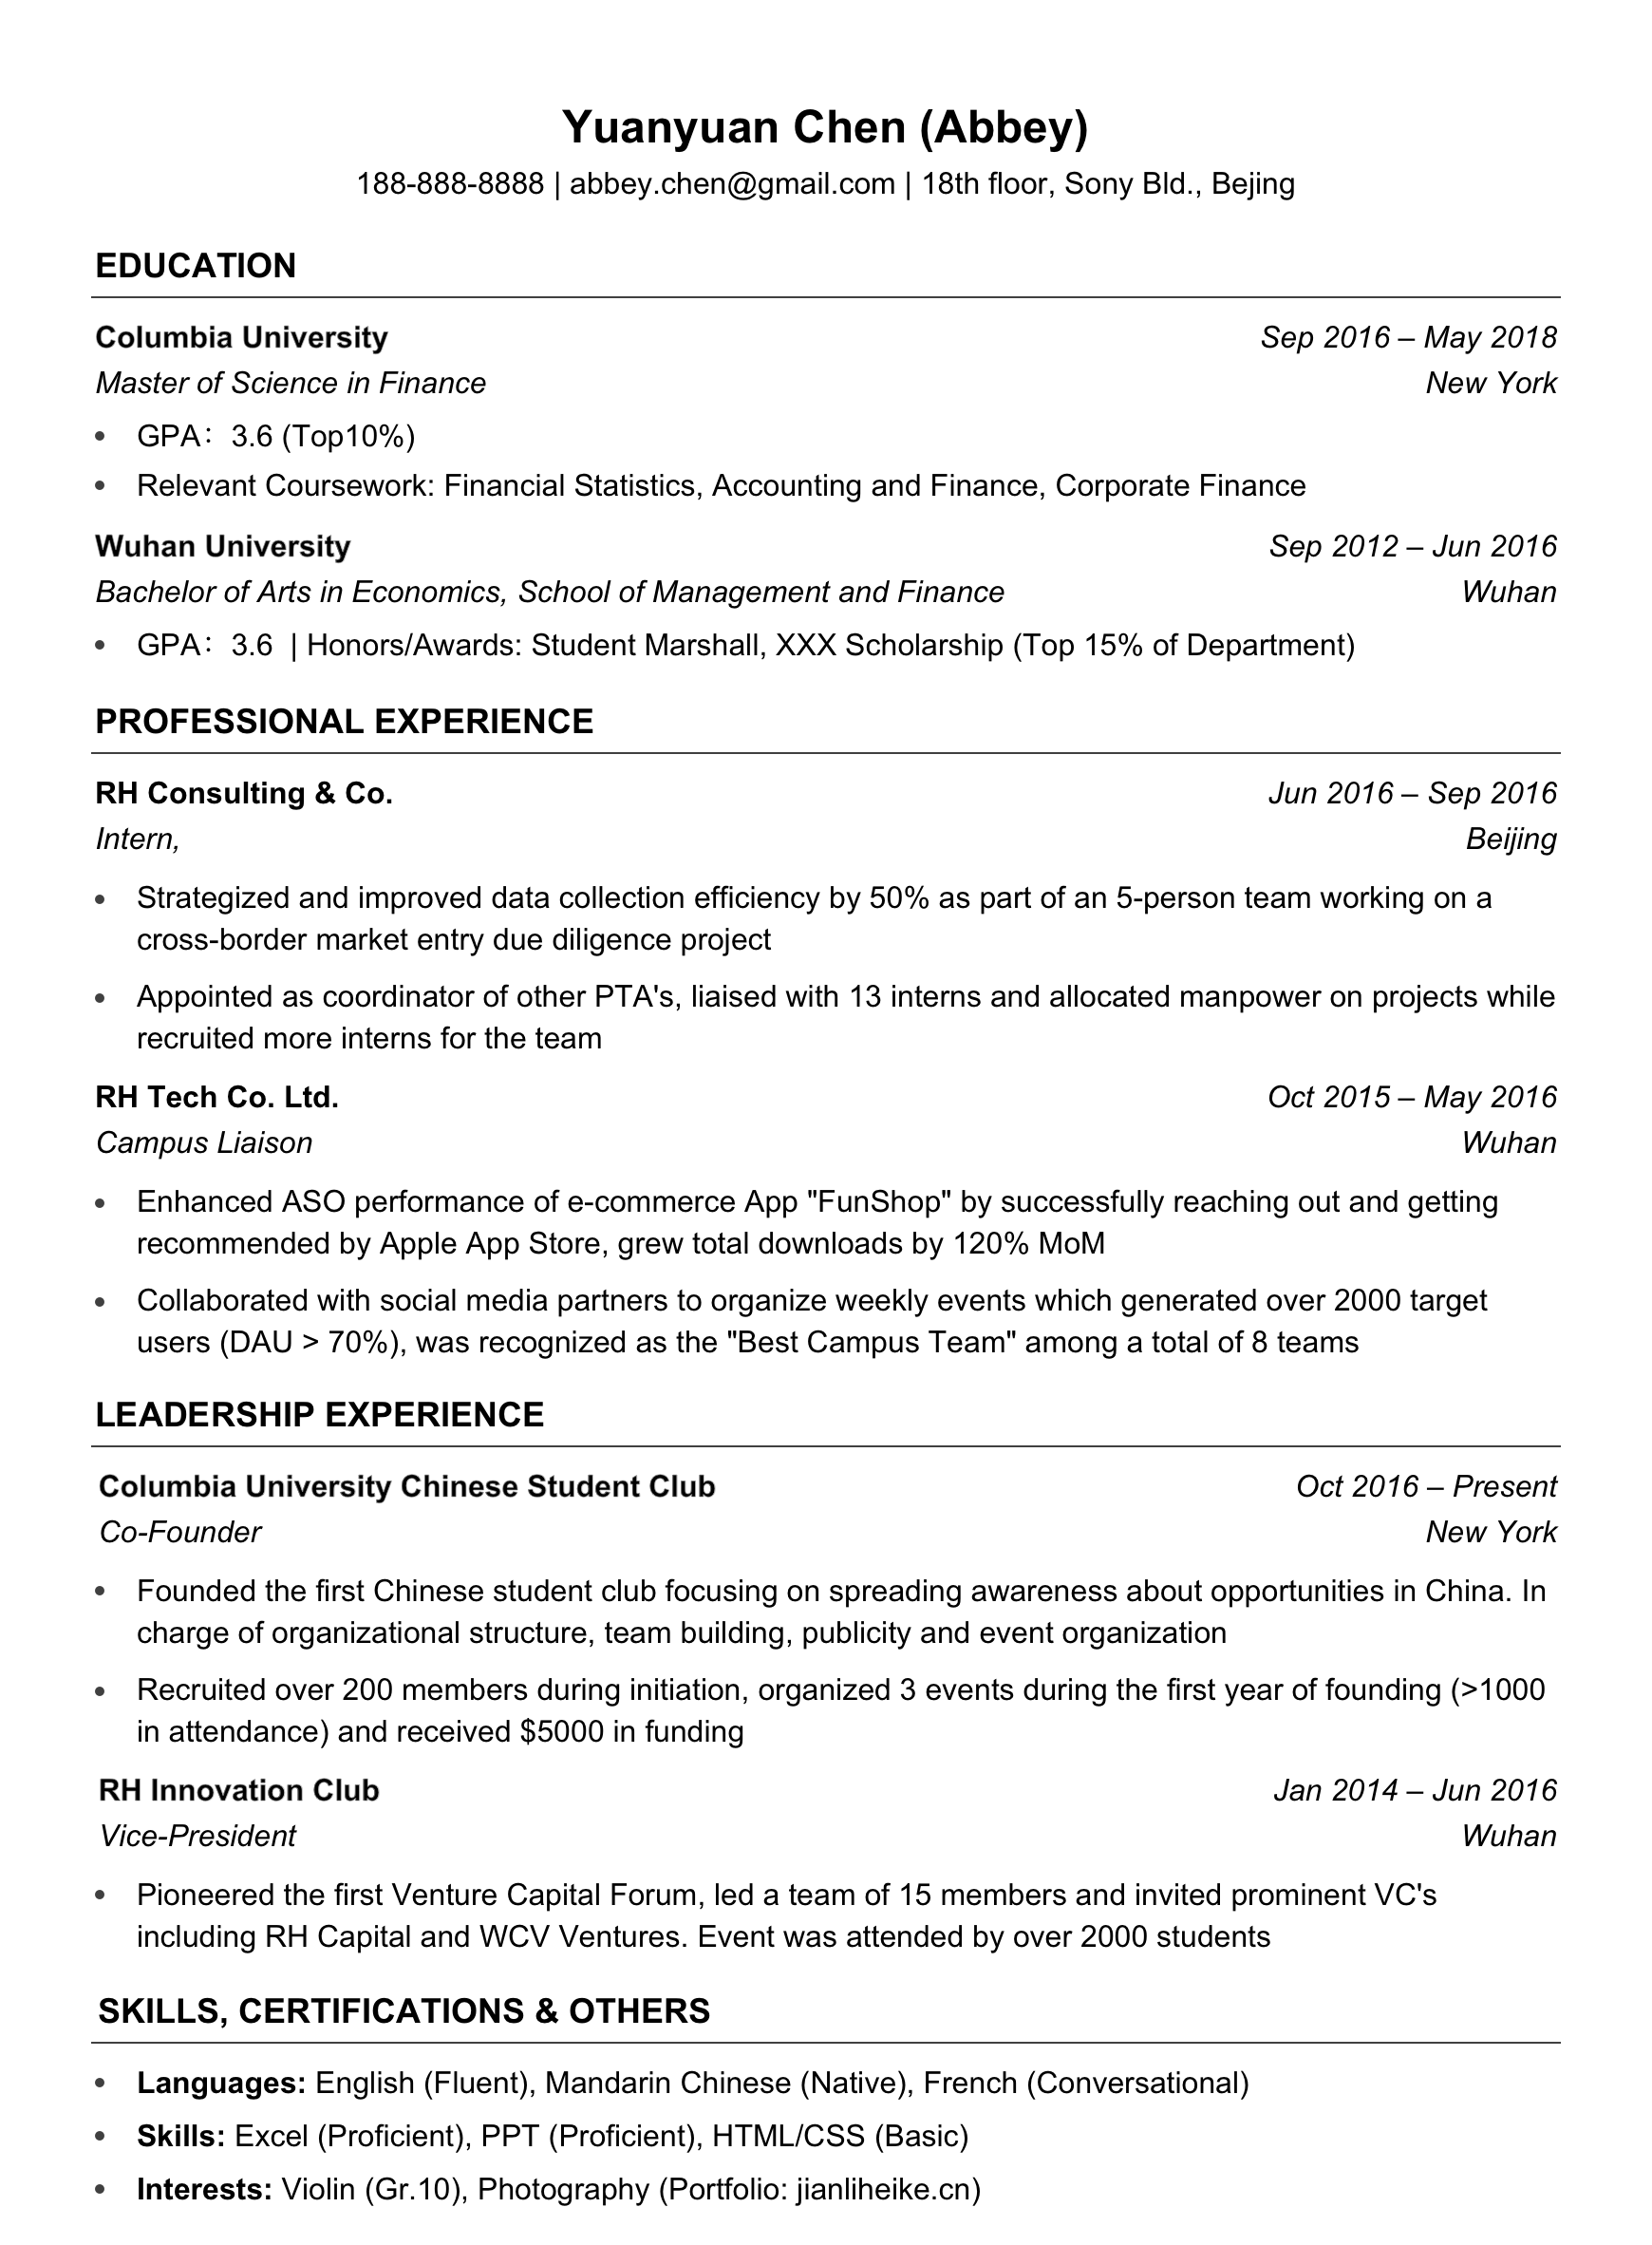 Yuanyuan Chen (Abbey)
188-888-8888 | abbey.chen@gmail.com | 18th floor, Sony Bld., Bejing
EDUCATION
Columbia University Sep 2016 – May 2018
Master of Science in Finance New York
• GPA：3.6 (Top10%)
• Relevant Coursework: Financial Statistics, Accounting and Finance, Corporate Finance
Wuhan University Sep 2012 – Jun 2016
Bachelor of Arts in Economics, School of Management and Finance Wuhan
• GPA：3.6 | Honors/Awards: Student Marshall, XXX Scholarship (Top 15% of Department)
PROFESSIONAL EXPERIENCE
RH Consulting & Co. Jun 2016 – Sep 2016
Intern, Beijing
• Strategized and improved data collection efficiency by 50% as part of an 5-person team working on a
cross-border market entry due diligence project
• Appointed as coordinator of other PTA's, liaised with 13 interns and allocated manpower on projects while
recruited more interns for the team
RH Tech Co. Ltd. Oct 2015 – May 2016
Campus Liaison Wuhan
• Enhanced ASO performance of e-commerce App "FunShop" by successfully reaching out and getting
recommended by Apple App Store, grew total downloads by 120% MoM
• Collaborated with social media partners to organize weekly events which generated over 2000 target
users (DAU > 70%), was recognized as the "Best Campus Team" among a total of 8 teams
LEADERSHIP EXPERIENCE
Columbia University Chinese Student Club Oct 2016 – Present
Co-Founder New York
• Founded the first Chinese student club focusing on spreading awareness about opportunities in China. In
charge of organizational structure, team building, publicity and event organization
• Recruited over 200 members during initiation, organized 3 events during the first year of founding (>1000
in attendance) and received $5000 in funding
RH Innovation Club Jan 2014 – Jun 2016
Vice-President Wuhan
• Pioneered the first Venture Capital Forum, led a team of 15 members and invited prominent VC's
including RH Capital and WCV Ventures. Event was attended by over 2000 students
SKILLS, CERTIFICATIONS & OTHERS
• Languages: English (Fluent), Mandarin Chinese (Native), French (Conversational)
• Skills: Excel (Proficient), PPT (Proficient), HTML/CSS (Basic)
• Interests: Violin (Gr.10), Photography (Portfolio: jianliheike.cn)